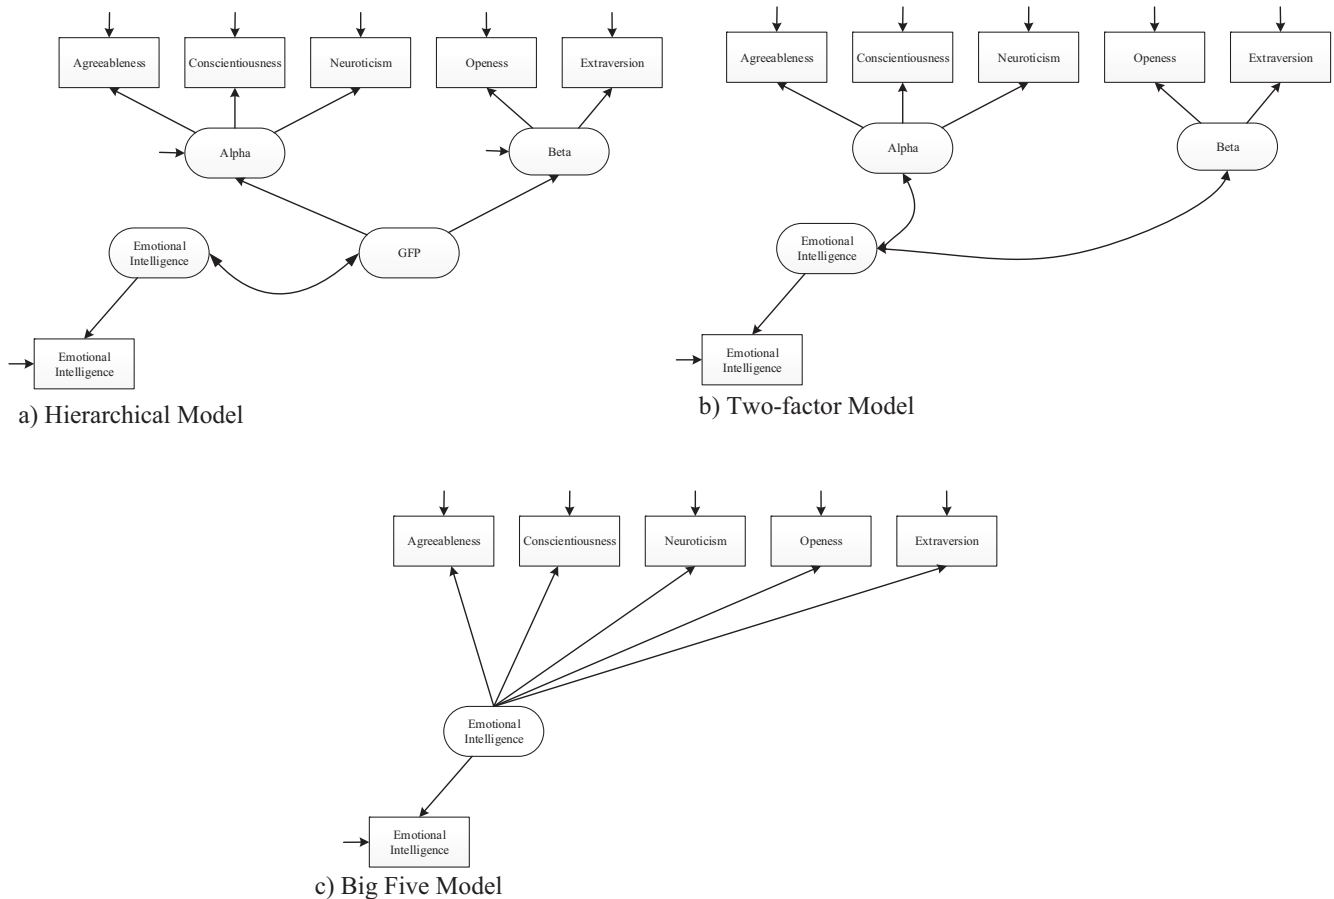 Agreeableness
Conscientiousness
Neuroticism
Openess
Extraversion
Alpha
Beta
Emotional
Intelligence
GFP
Emotional
Intelligence
a) Hierarchical Model
Agreeableness
Conscientiousness
Neuroticism
Openess
Extraversion
Alpha
Beta
Emotional
Intelligence
Emotional
Intelligence
b) Two-factor Model
Agreeableness
Conscientiousness
Neuroticism
Openess
Extraversion
Emotional
Intelligence
Emotional
Intelligence
c) Big Five Model